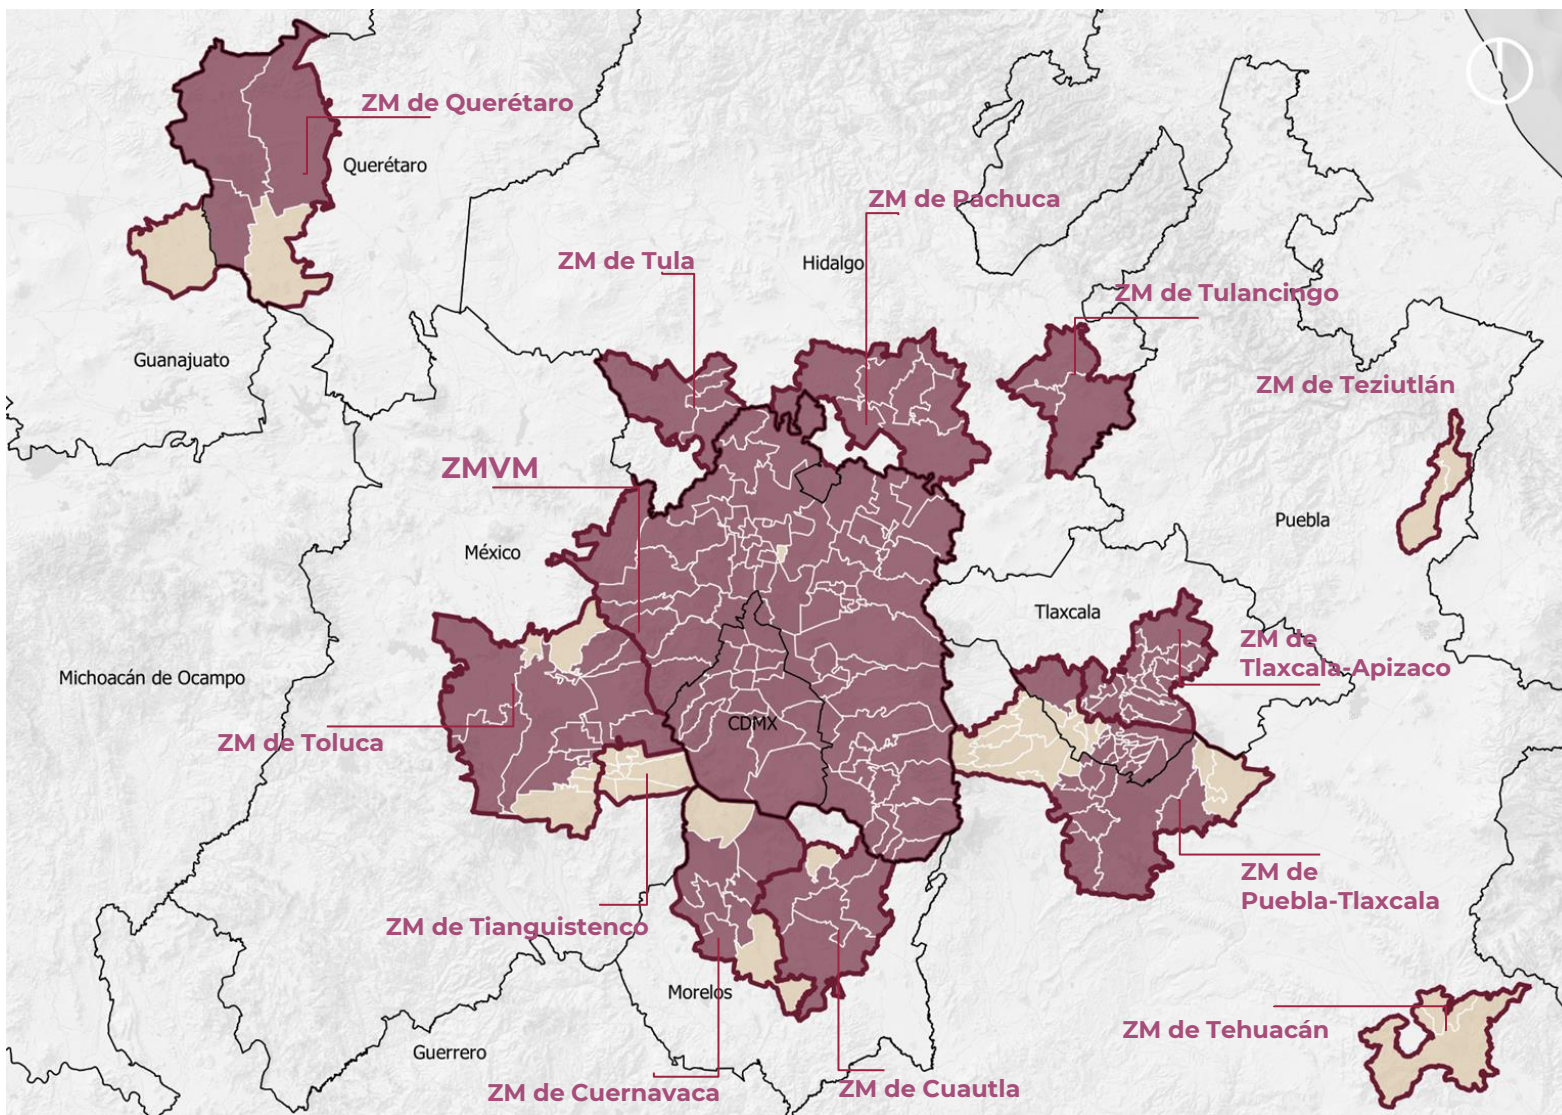 ZM de Querétaro
Querétaro
ZM de Pachuca
ZM de Tula
Hidalgo
ZM de Tulancingo
Guanajuato
ZM de Teziutlán
ZMVM
Puebla
México
Tlaxcala
ZM de
Tlaxcala-Apizaco
Michoacán de Ocampo
CDMX
ZM de Toluca
ZM de
Puebla-Tlaxcala
ZM de Tianguistenco
Morelos
ZM de Tehuacán
Guerrero
ZM de Cuernavaca
ZM de Cuautla